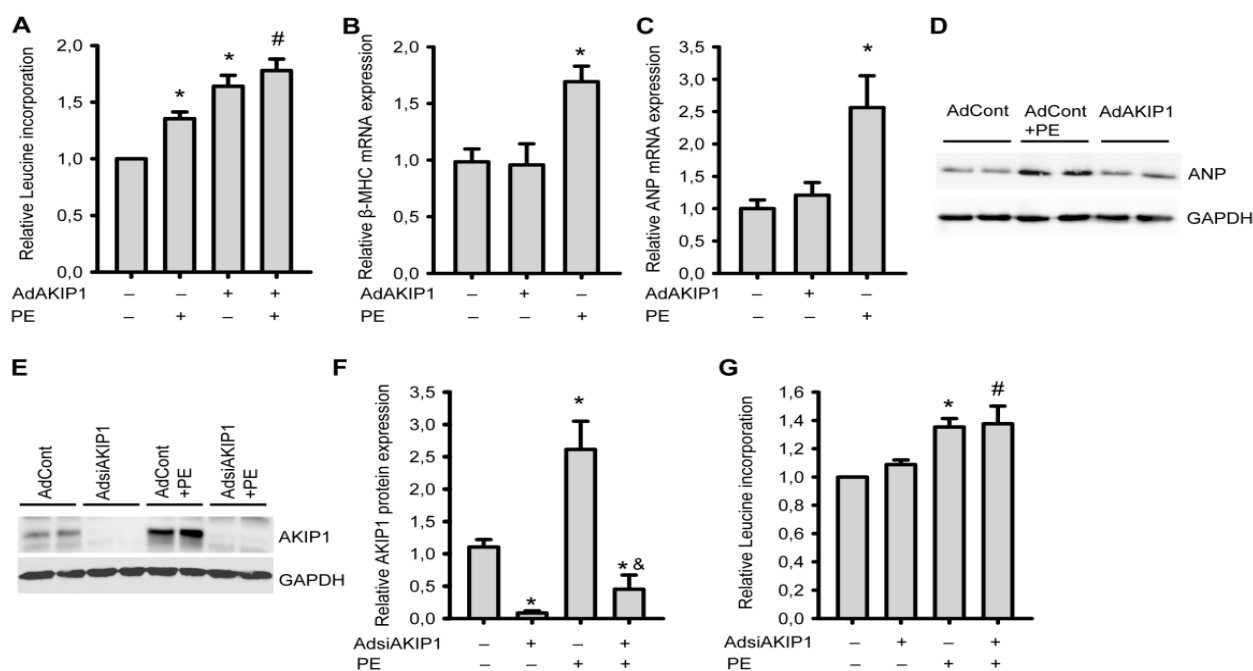 A
Relative Leucine incorporation
2,0
1,5
1,0
0,5
0,0
* * #
AdAKIP1 – – + +
PE – + – +
B
Relative β-MHC mRNA expression
2,0
1,5
1,0
0,5
0,0
*
AdAKIP1 – + –
PE – – +
C
Relative ANP mRNA expression
3,5
3,0
2,5
2,0
1,5
1,0
0,5
0,0
*
AdAKIP1 – + –
PE – – +
D
AdCont AdCont +PE AdAKIP1
ANP
GAPDH
E
AdCont
AdsiAKIP1
AdCont
+PE
AdsiAKIP1
+PE
AKIP1
GAPDH
F
Relative AKIP1 protein expression
3,5
3,0
2,5
2,0
1,5
1,0
0,5
0,0
* * * &
AdsiAKIP1 – + – +
PE – – + +
G
Relative Leucine incorporation
1,6
1,4
1,2
1,0
0,8
0,6
0,4
0,2
0,0
* #
AdsiAKIP1 – + – +
PE – – + +